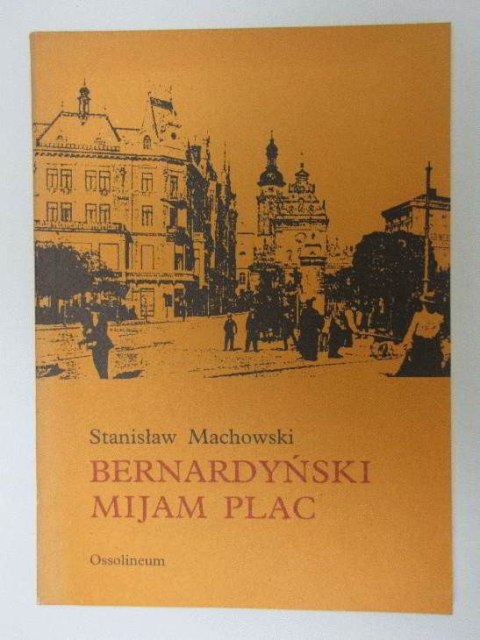 Stanisław Machowski
BERNARDYŃSKI
MIJAM PLAC
Ossolineum